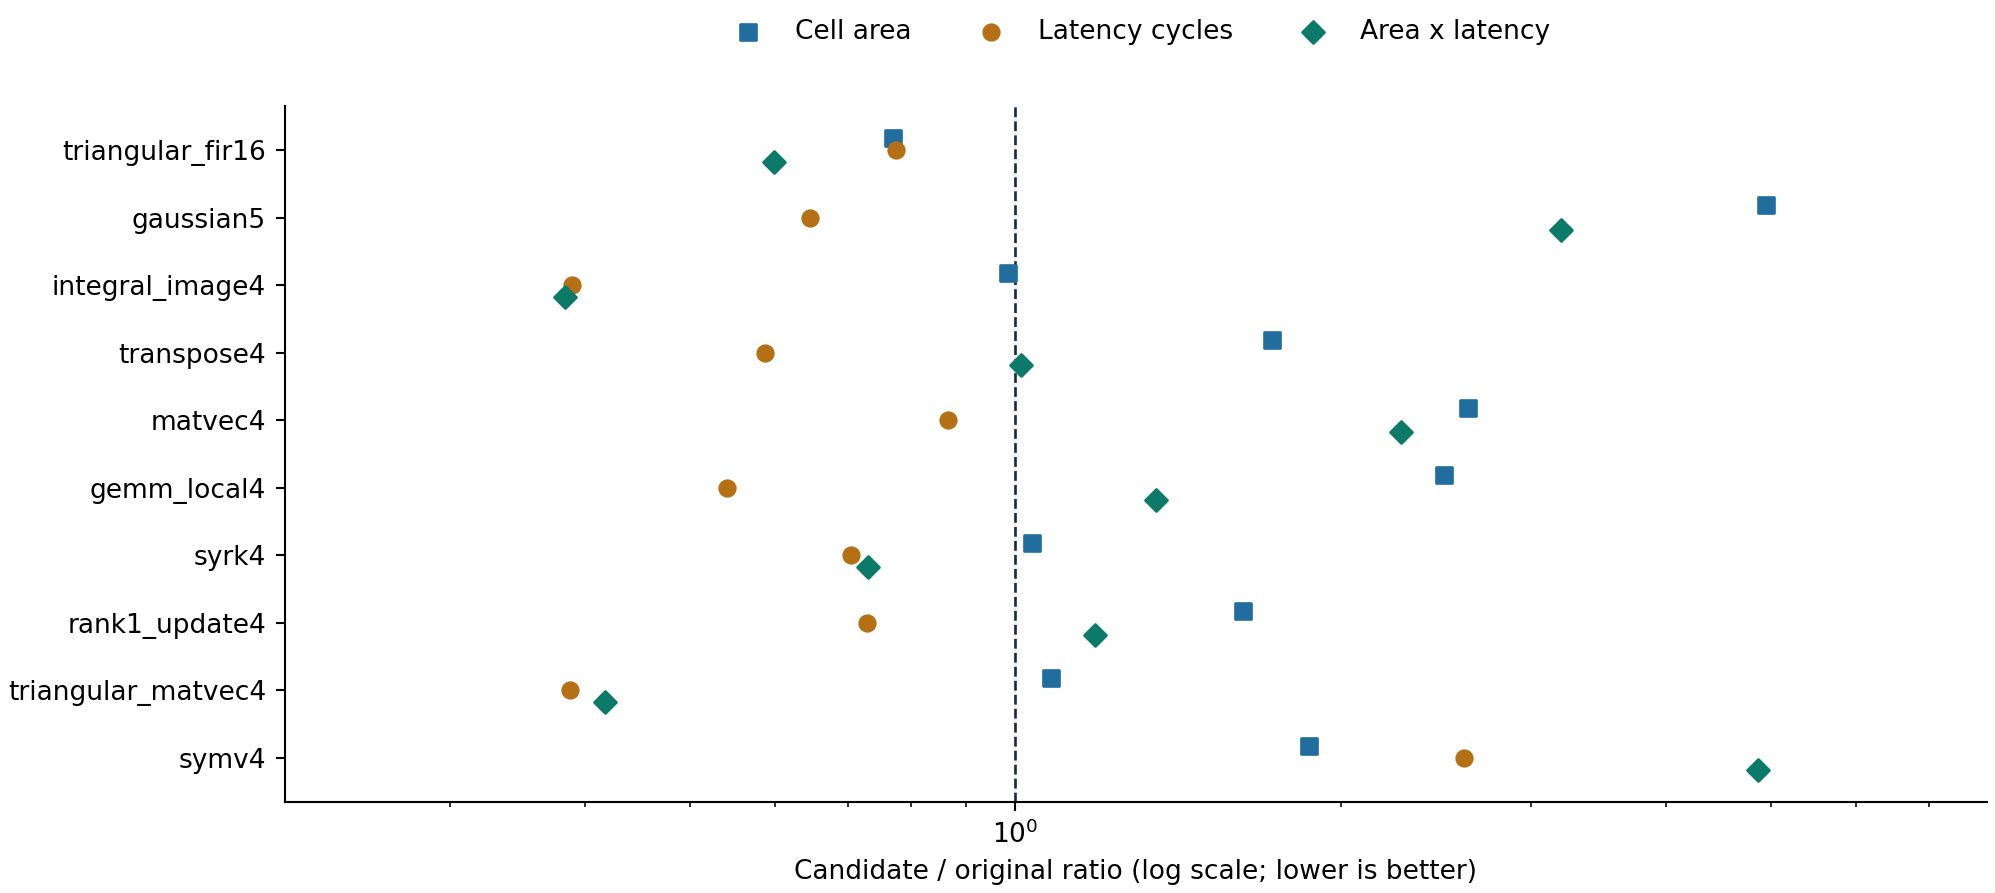 Cell area
Latency cycles
Area x latency
triangular_fir16
gaussian5
integral_image4
transpose4
matvec4
gemm_local4
syrk4
rank1_update4
triangular_matvec4
symv4
10⁰
Candidate / original ratio (log scale; lower is better)